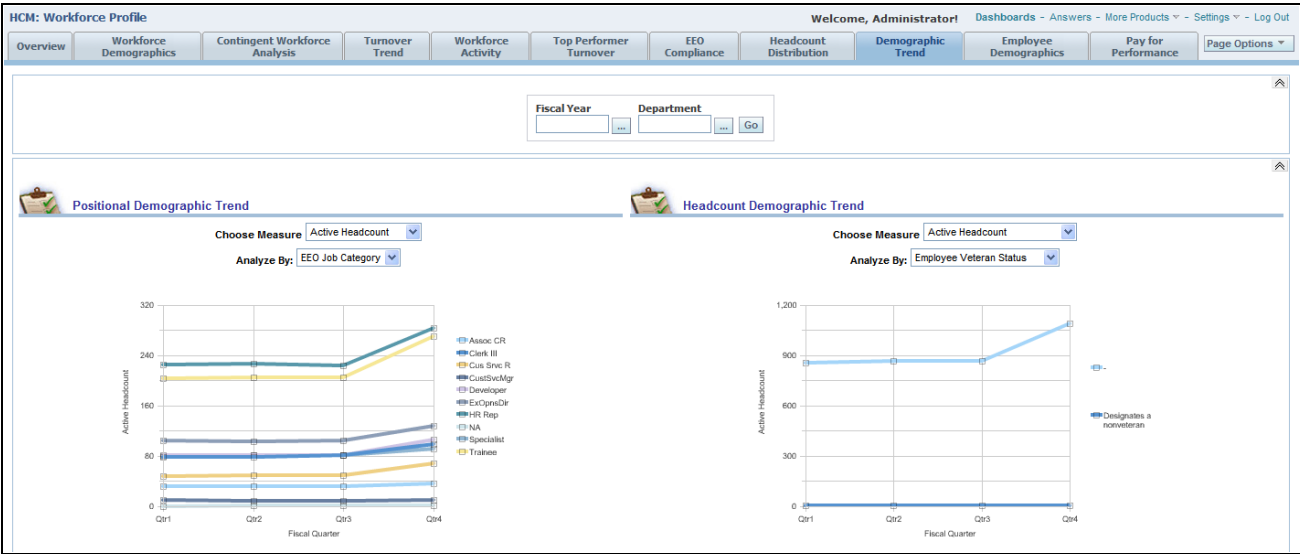 HCM: Workforce Profile
Welcome, Administrator! Dashboards - Answers - More Products - Settings - Log Out
Overview
Workforce Demographics
Contingent Workforce Analysis
Turnover Trend
Workforce Activity
Top Performer Turnover
EEO Compliance
Headcount Distribution
Demographic Trend
Employee Demographics
Pay for Performance
Page Options
Fiscal Year
...
Department
...
Go
Positional Demographic Trend
Choose Measure Active Headcount
Analyze By: EEO Job Category
320
240
160
80
0
Active Headcount
Qtr1 Qtr2 Qtr3 Qtr4
Fiscal Quarter
Assoc CR
Clerk III
Cus Srvc R
CustSvcMgr
Developer
ExOpnsDir
HR Rep
NA
Specialist
Trainee
Headcount Demographic Trend
Choose Measure Active Headcount
Analyze By: Employee Veteran Status
1,200
900
600
300
0
Active Headcount
Qtr1 Qtr2 Qtr3 Qtr4
Fiscal Quarter
-
Designates a
nonveteran